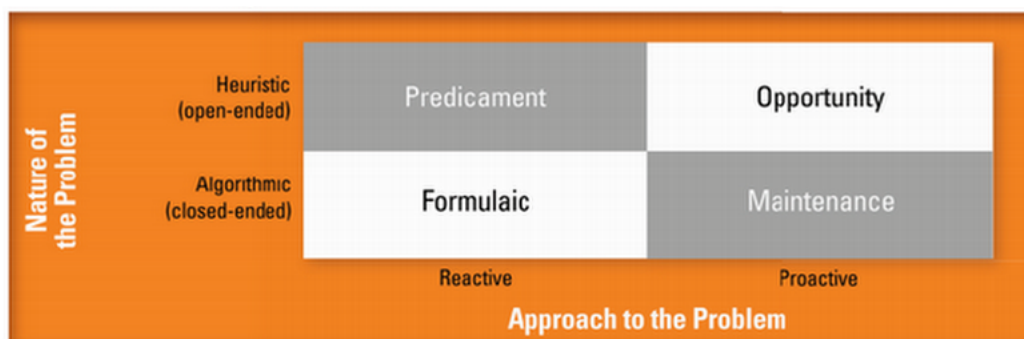 Nature of
the Problem
Heuristic
(open-ended)
Predicament
Opportunity
Algorithmic
(closed-ended)
Formulaic
Maintenance
Reactive
Proactive
Approach to the Problem